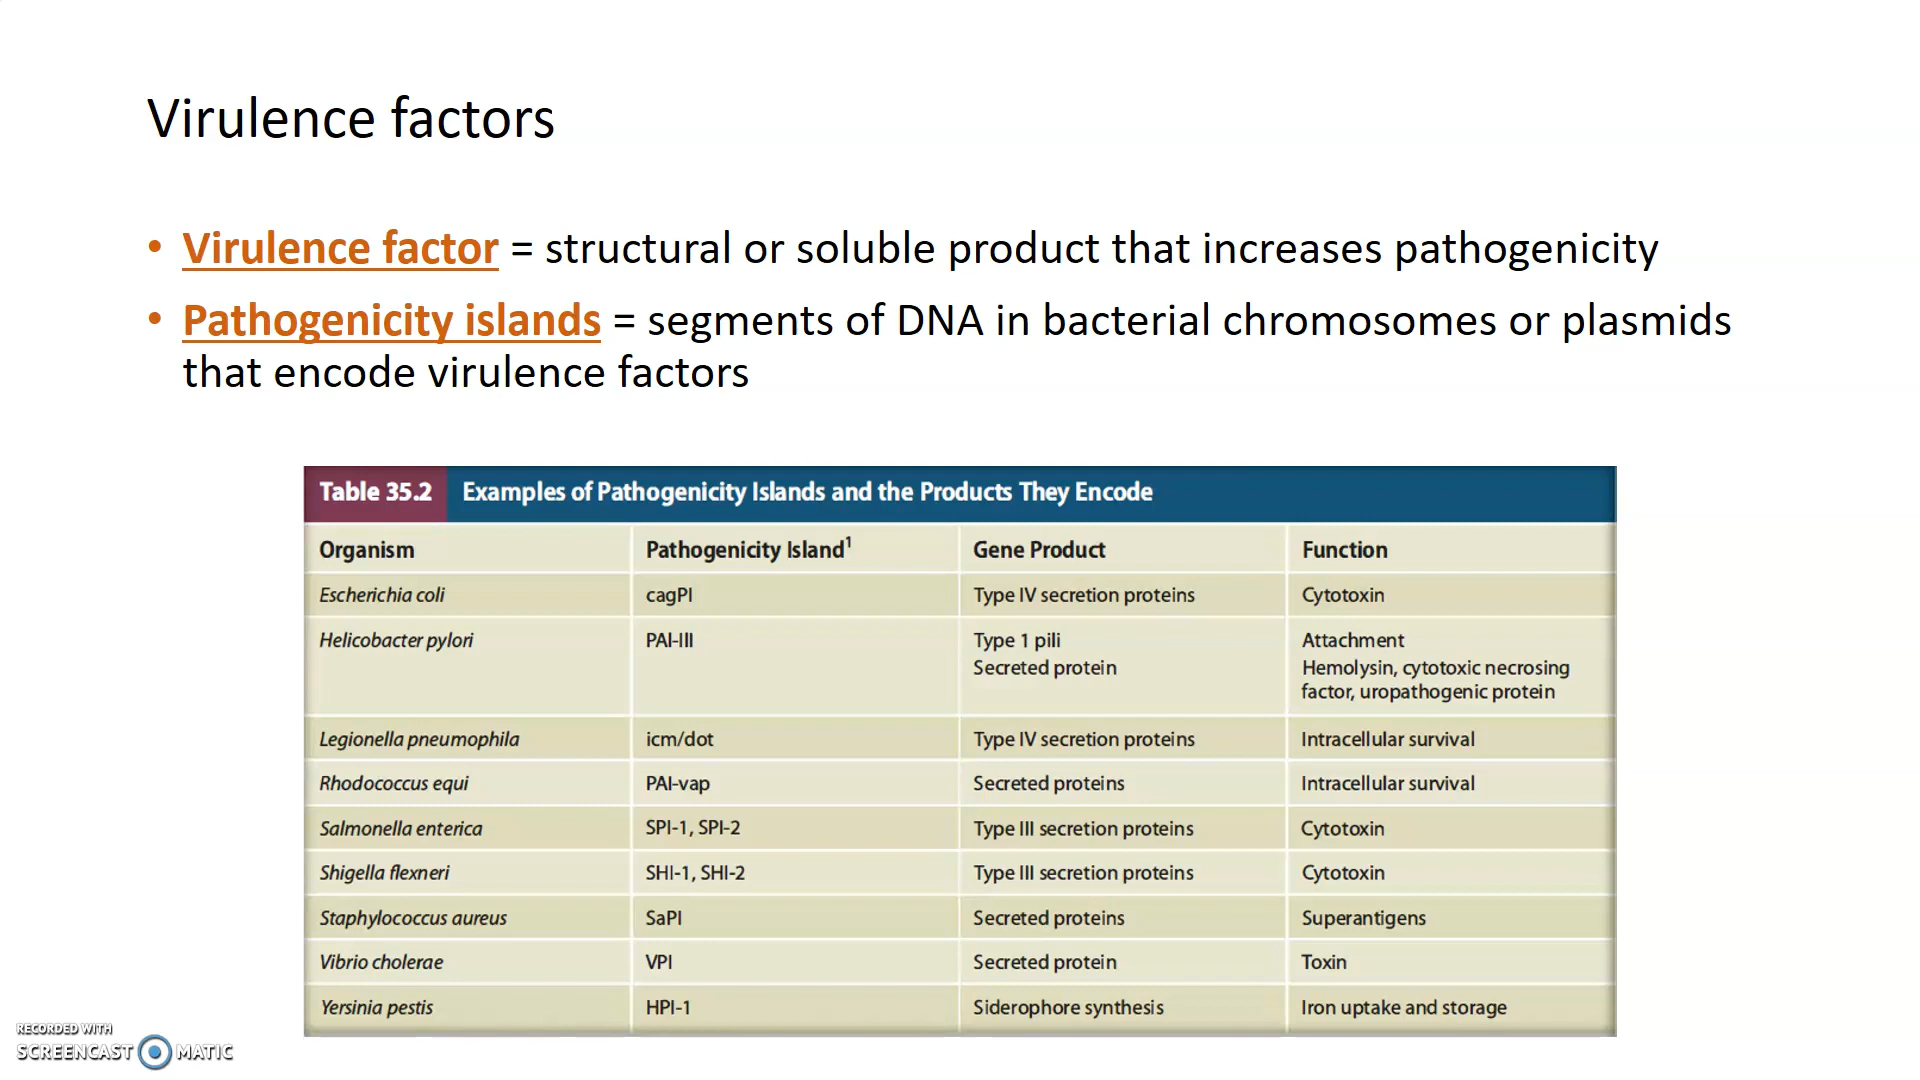 Virulence factors
• Virulence factor = structural or soluble product that increases pathogenicity
• Pathogenicity islands = segments of DNA in bacterial chromosomes or plasmids
that encode virulence factors
Table 35.2 Examples of Pathogenicity Islands and the Products They Encode
Organism Pathogenicity Island¹ Gene Product Function
Escherichia coli cagPI Type IV secretion proteins Cytotoxin
Helicobacter pylori PAI-III Type 1 pili Attachment
Secreted protein Hemolysin, cytotoxic necrosing
factor, uropathogenic protein
Legionella pneumophila icm/dot Type IV secretion proteins Intracellular survival
Rhodococcus equi PAI-vap Secreted proteins Intracellular survival
Salmonella enterica SPI-1, SPI-2 Type III secretion proteins Cytotoxin
Shigella flexneri SHI-1, SHI-2 Type III secretion proteins Cytotoxin
Staphylococcus aureus SaPI Secreted proteins Superantigens
Vibrio cholerae VPI Secreted protein Toxin
Yersinia pestis HPI-1 Siderophore synthesis Iron uptake and storage
RECORDED WITH
SCREENCAST MATIC